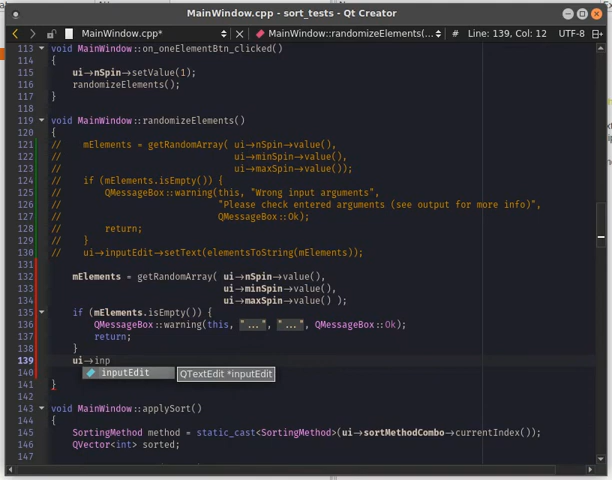 MainWindow.cpp - sort_tests - Qt Creator
MainWindow.cpp* MainWindow::randomizeElements(... # Line: 139, Col: 12 UTF-8
113 void MainWindow::on_oneElementBtn_clicked()
114 {
115 ui->nSpin->setValue(1);
116 randomizeElements();
117 }
118
119 void MainWindow::randomizeElements()
120 {
121 // mElements = getRandomArray( ui->nSpin->value(),
122 // ui->minSpin->value(),
123 // ui->maxSpin->value());
124 // if (mElements.isEmpty()) {
125 // QMessageBox::warning(this, "Wrong input arguments",
126 // "Please check entered arguments (see output for more info)",
127 // QMessageBox::Ok);
128 // return;
129 // }
130 // ui->inputEdit->setText(elementsToString(mElements));
131
132 mElements = getRandomArray( ui->nSpin->value(),
133 ui->minSpin->value(),
134 ui->maxSpin->value() );
135 if (mElements.isEmpty()) {
136 QMessageBox::warning(this, "...", "...", QMessageBox::Ok);
137 return;
138 }
139 ui->inp
140 inputEdit QTextEdit *inputEdit
141 }
142
143 void MainWindow::applySort()
144 {
145 SortingMethod method = static_cast<SortingMethod>(ui->sortMethodCombo->currentIndex());
146 QVector<int> sorted;
147